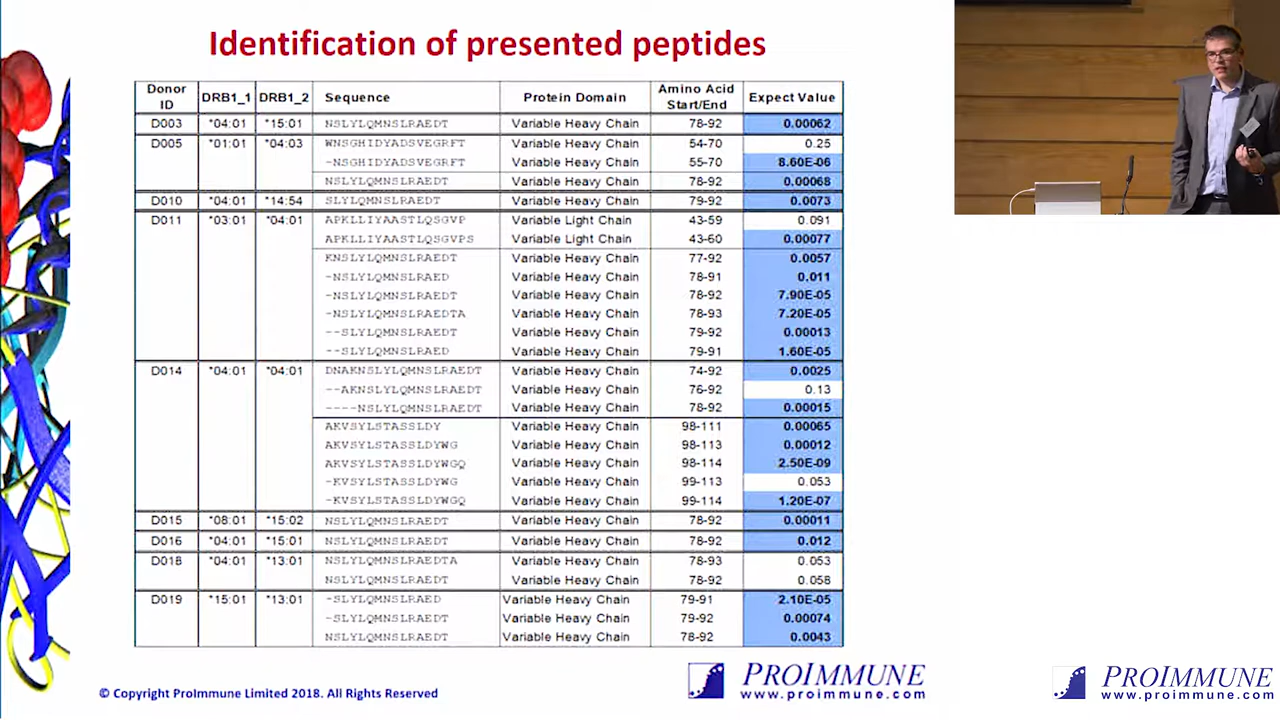 Identification of presented peptides
Donor ID DRB1_1 DRB1_2 Sequence Protein Domain Amino Acid Start/End Expect Value
D003 *04:01 *15:01 NSLYLQMNSLRAEDT Variable Heavy Chain 78-92 0.00062
D005 *01:01 *04:03 WNSGHIDYADSVEGRFT Variable Heavy Chain 54-70 0.25
-NSGHIDYADSVEGRFT Variable Heavy Chain 55-70 8.60E-06
NSLYLQMNSLRAEDT Variable Heavy Chain 78-92 0.00068
D010 *04:01 *14:54 SLYLQMNSLRAEDT Variable Heavy Chain 79-92 0.0073
D011 *03:01 *04:01 APKLLIYAASTLQSGVP Variable Light Chain 43-59 0.091
APKLLIYAASTLQSGVPS Variable Light Chain 43-60 0.00077
KNSLYLQMNSLRAEDT Variable Heavy Chain 77-92 0.0057
-NSLYLQMNSLRAED Variable Heavy Chain 78-91 0.011
-NSLYLQMNSLRAEDT Variable Heavy Chain 78-92 7.90E-05
-NSLYLQMNSLRAEDTA Variable Heavy Chain 78-93 7.20E-05
--SLYLQMNSLRAEDT Variable Heavy Chain 79-92 0.00013
--SLYLQMNSLRAED Variable Heavy Chain 79-91 1.60E-05
D014 *04:01 *04:01 DNAKNSLYLQMNSLRAEDT Variable Heavy Chain 74-92 0.0025
--AKNSLYLQMNSLRAEDT Variable Heavy Chain 76-92 0.13
----NSLYLQMNSLRAEDT Variable Heavy Chain 78-92 0.00015
AKVSYLSTASSLDY Variable Heavy Chain 98-111 0.00065
AKVSYLSTASSLDYWG Variable Heavy Chain 98-113 0.00012
AKVSYLSTASSLDYWGQ Variable Heavy Chain 98-114 2.50E-09
-KVSYLSTASSLDYWG Variable Heavy Chain 99-113 0.053
-KVSYLSTASSLDYWGQ Variable Heavy Chain 99-114 1.20E-07
D015 *08:01 *15:02 NSLYLQMNSLRAEDT Variable Heavy Chain 78-92 0.00011
D016 *04:01 *15:01 NSLYLQMNSLRAEDT Variable Heavy Chain 78-92 0.012
D018 *04:01 *13:01 NSLYLQMNSLRAEDTA Variable Heavy Chain 78-93 0.053
NSLYLQMNSLRAEDT Variable Heavy Chain 78-92 0.058
D019 *15:01 *13:01 -SLYLQMNSLRAED Variable Heavy Chain 79-91 2.10E-05
-SLYLQMNSLRAEDT Variable Heavy Chain 79-92 0.00074
NSLYLQMNSLRAEDT Variable Heavy Chain 78-92 0.0043
© Copyright ProImmune Limited 2018. All Rights Reserved
PROIMMUNE
www.proimmune.com
PROIMMUNE
www.proimmune.com